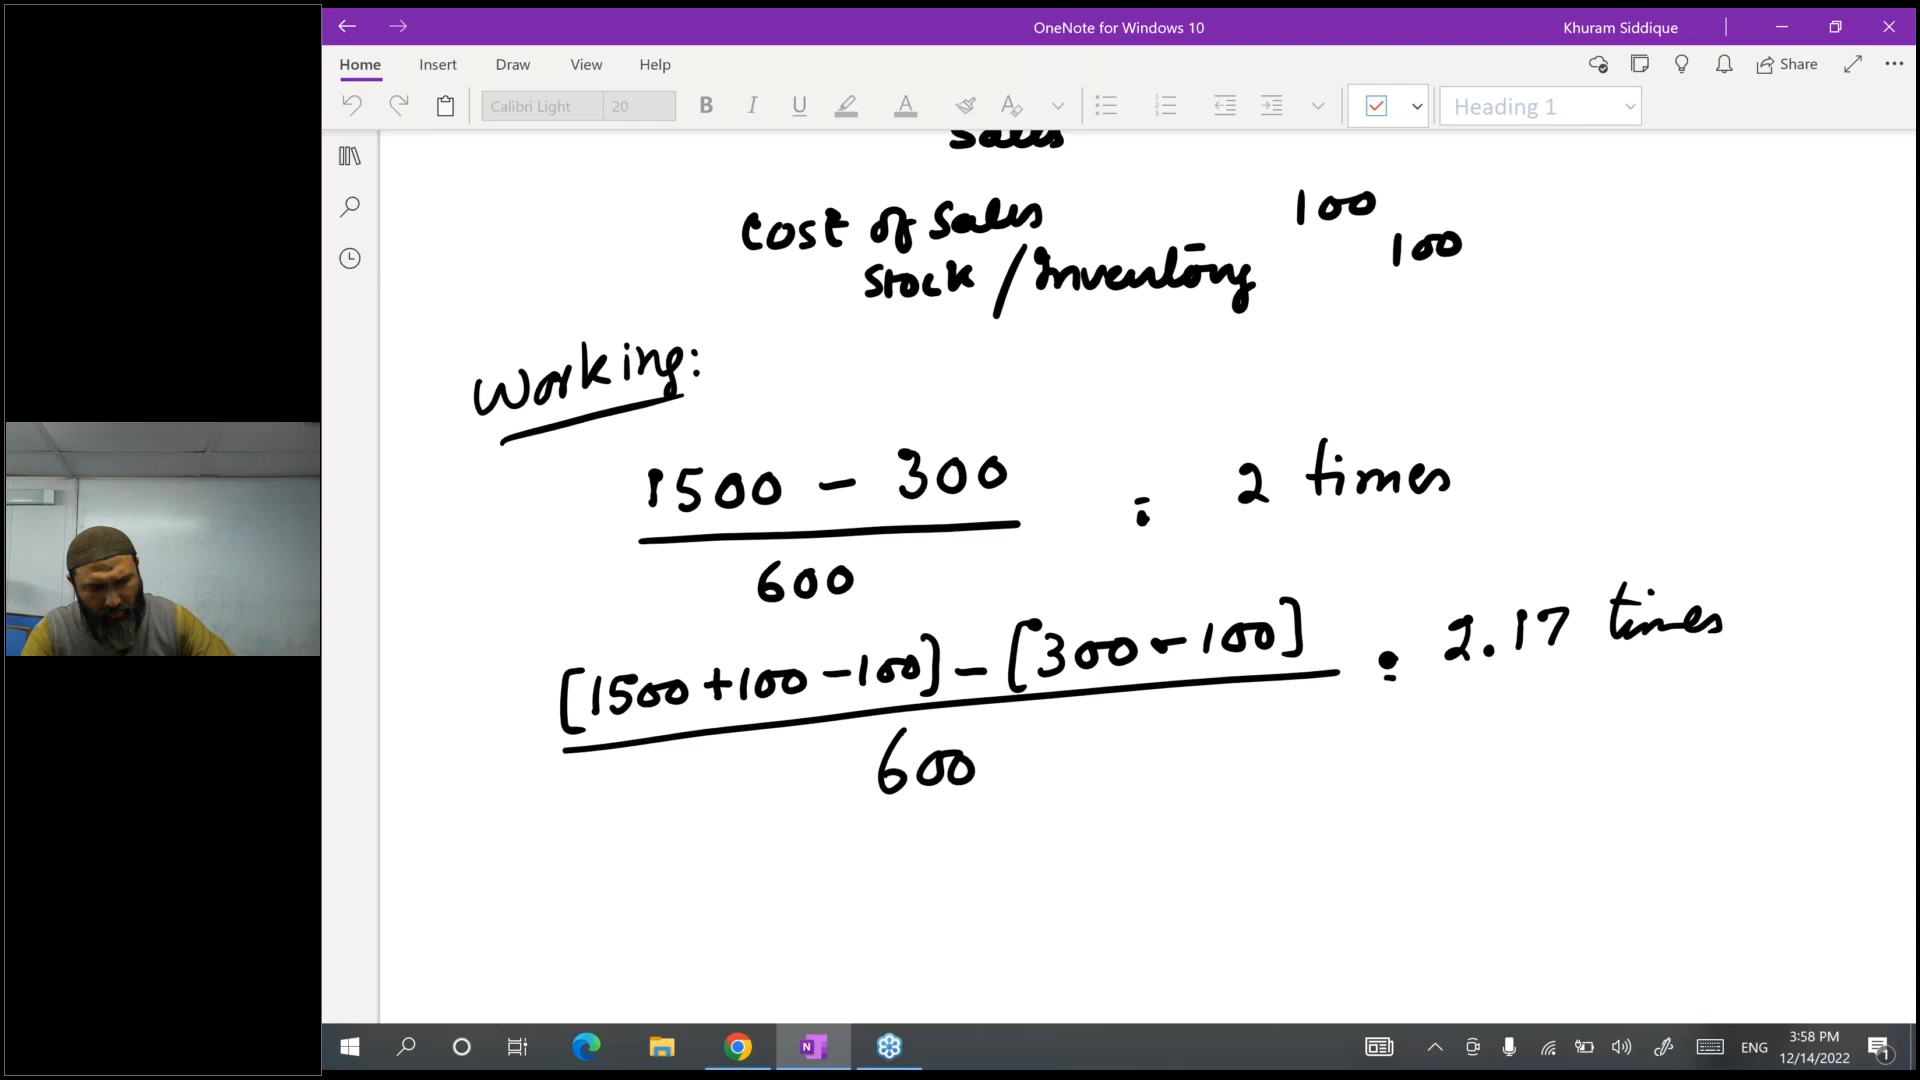 OneNote for Windows 10
Khuram Siddique
Home Insert Draw View Help
Share
Calibri Light 20
B I U A
Heading 1
Sales
Cost of Sales 100
Stock / Inventory 100
Working:
1500 - 300 = 2 times
600
[1500 + 100 - 100] - [300 - 100] = 2.17 times
600
ENG
3:58 PM
12/14/2022
1